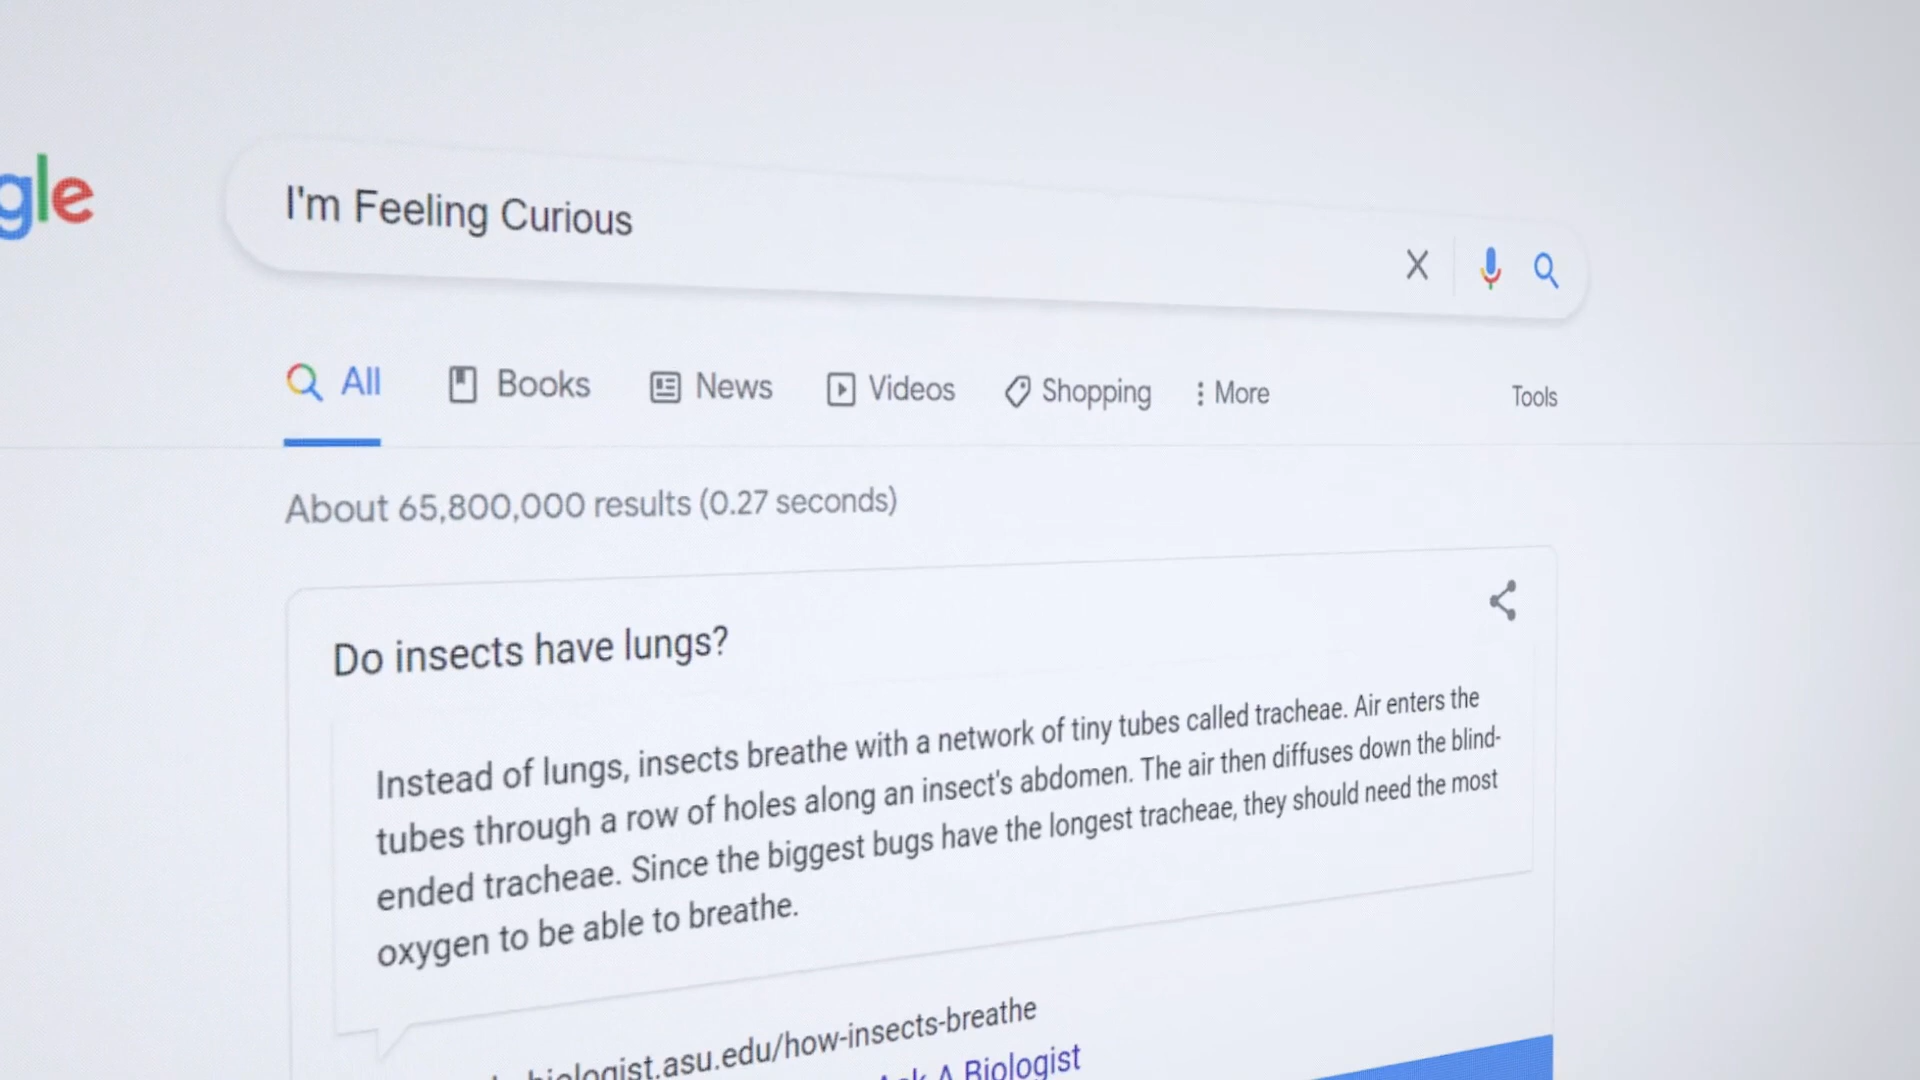 gle
I'm Feeling Curious
All Books News Videos Shopping More Tools
About 65,800,000 results (0.27 seconds)
Do insects have lungs?
Instead of lungs, insects breathe with a network of tiny tubes called tracheae. Air enters the
tubes through a row of holes along an insect's abdomen. The air then diffuses down the blind-
ended tracheae. Since the biggest bugs have the longest tracheae, they should need the most
oxygen to be able to breathe.
biologist.asu.edu/how-insects-breathe
A Biologist